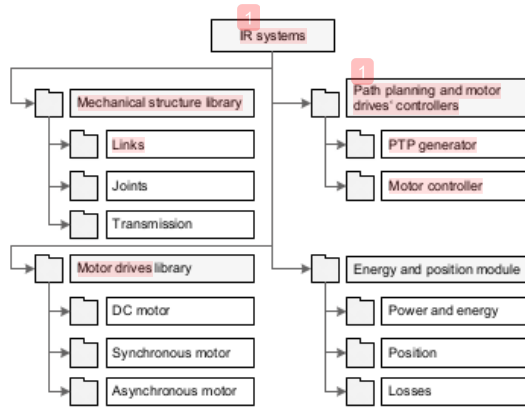 1
IR systems
1
Mechanical structure library
Links
Joints
Transmission
Path planning and motor
drives' controllers
PTP generator
Motor controller
Motor drives library
DC motor
Synchronous motor
Asynchronous motor
Energy and position module
Power and energy
Position
Losses